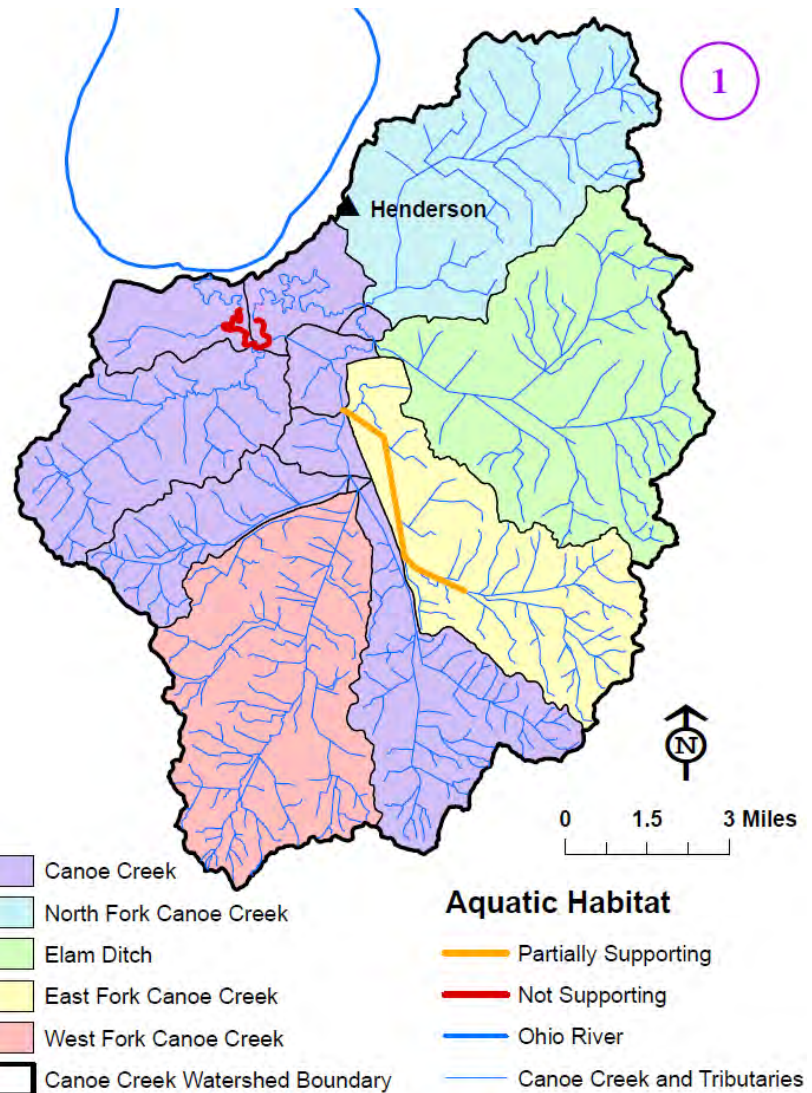 1
Henderson
N
0 1.5 3 Miles
Canoe Creek
North Fork Canoe Creek
Elam Ditch
East Fork Canoe Creek
West Fork Canoe Creek
Canoe Creek Watershed Boundary
Aquatic Habitat
Partially Supporting
Not Supporting
Ohio River
Canoe Creek and Tributaries